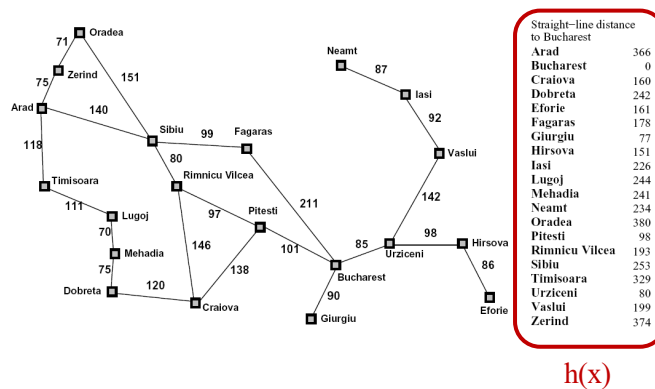 Oradea
71
Neamt
87
Zerind
151
75
Iasi
Arad
140
92
Sibiu
99
Fagaras
118
Vaslui
80
Rimnicu Vilcea
Timisoara
142
111
211
Lugoj
97
Pitesti
70
98
Hirsova
146
85
Mehadia
101
Urziceni
138
86
75
Bucharest
120
90
Dobreta
Craiova
Eforie
Giurgiu
Straight−line distance
to Bucharest
Arad 366
Bucharest 0
Craiova 160
Dobreta 242
Eforie 161
Fagaras 178
Giurgiu 77
Hirsova 151
Iasi 226
Lugoj 244
Mehadia 241
Neamt 234
Oradea 380
Pitesti 98
Rimnicu Vilcea 193
Sibiu 253
Timisoara 329
Urziceni 80
Vaslui 199
Zerind 374
h(x)